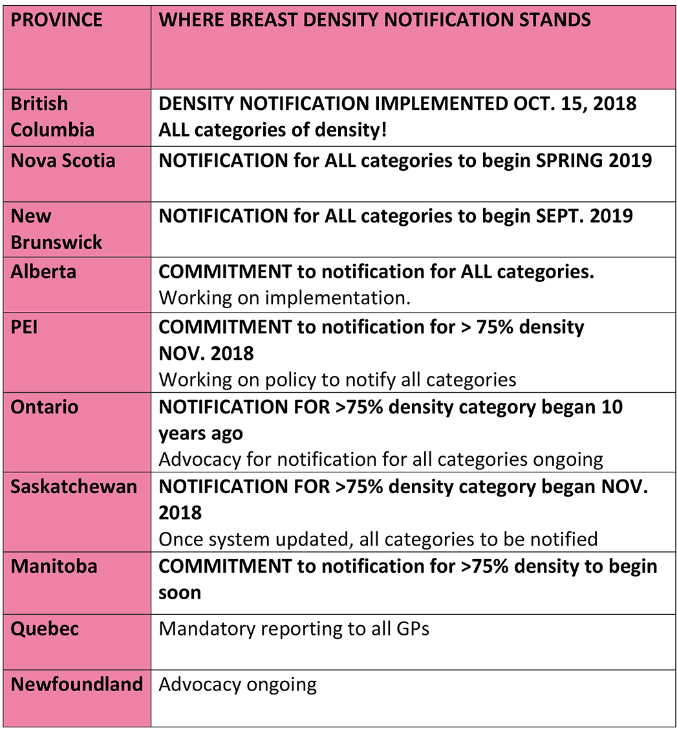 PROVINCE
WHERE BREAST DENSITY NOTIFICATION STANDS
British
Columbia
DENSITY NOTIFICATION IMPLEMENTED OCT. 15, 2018
ALL categories of density!
Nova Scotia
NOTIFICATION for ALL categories to begin SPRING 2019
New
Brunswick
NOTIFICATION for ALL categories to begin SEPT. 2019
Alberta
COMMITMENT to notification for ALL categories.
Working on implementation.
PEI
COMMITMENT to notification for > 75% density
NOV. 2018
Working on policy to notify all categories
Ontario
NOTIFICATION FOR >75% density category began 10
years ago
Advocacy for notification for all categories ongoing
Saskatchewan
NOTIFICATION FOR >75% density category began NOV.
2018
Once system updated, all categories to be notified
Manitoba
COMMITMENT to notification for >75% density to begin
soon
Quebec
Mandatory reporting to all GPs
Newfoundland
Advocacy ongoing